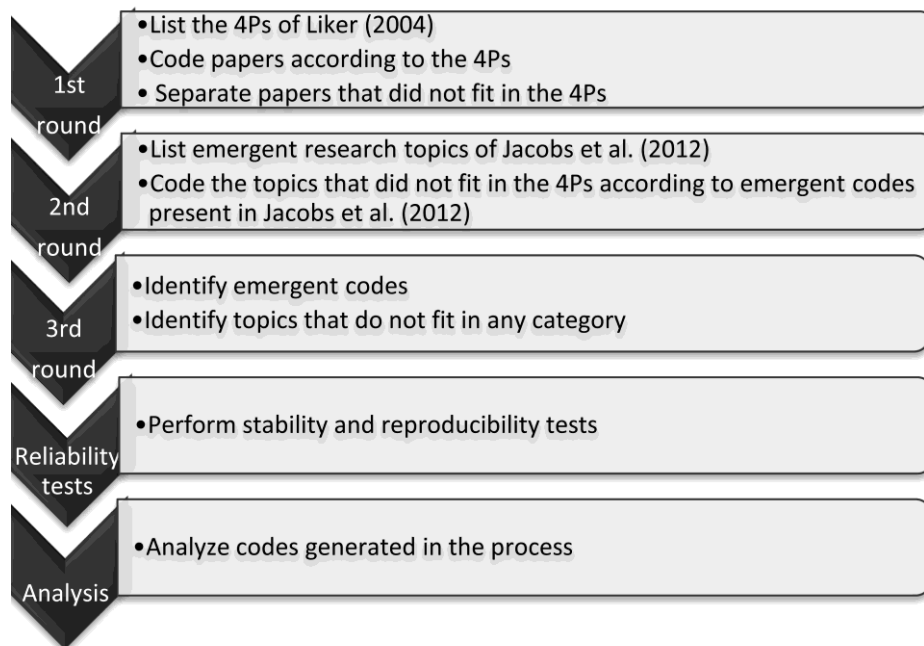 1st
round
•List the 4Ps of Liker (2004)
•Code papers according to the 4Ps
• Separate papers that did not fit in the 4Ps
2nd
round
•List emergent research topics of Jacobs et al. (2012)
•Code the topics that did not fit in the 4Ps according to emergent codes
present in Jacobs et al. (2012)
3rd
round
•Identify emergent codes
•Identify topics that do not fit in any category
Reliability
tests
•Perform stability and reproducibility tests
Analysis
•Analyze codes generated in the process